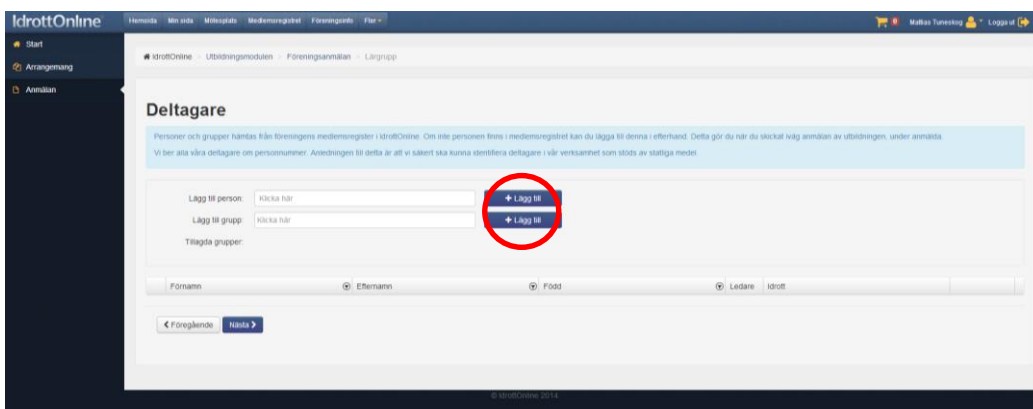 IdrottOnline
Hemsida Min sida Mötesplats Medlemsregistret Föreningsinfo Fler
0 Mattias Tuneskog Logga ut
Start
Arrangemang
Anmälan
IdrottOnline > Utbildningsmodulen > Föreningsanmälan > Lärgrupp
Deltagare
Personer och grupper hämtas från föreningens medlemsregister i IdrottOnline. Om inte personen finns i medlemsregistret kan du lägga till denna i efterhand. Detta gör du när du skickat iväg anmälan av utbildningen, under anmälda.
Vi ber alla våra deltagare om personnummer. Anledningen till detta är att vi säkert ska kunna identifiera deltagare i vår verksamhet som stöds av statliga medel
Lägg till person: Klicka här + Lägg till
Lägg till grupp: Klicka här + Lägg till
Tillagda grupper:
Förnamn Efternamn Född Ledare Idrott
Föregående Nästa
© IdrottOnline 2014